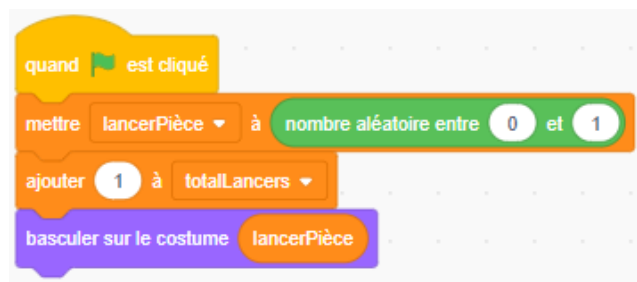 quand est cliqué
mettre lancerPièce à nombre aléatoire entre 0 et 1
ajouter 1 à totalLancers
basculer sur le costume lancerPièce